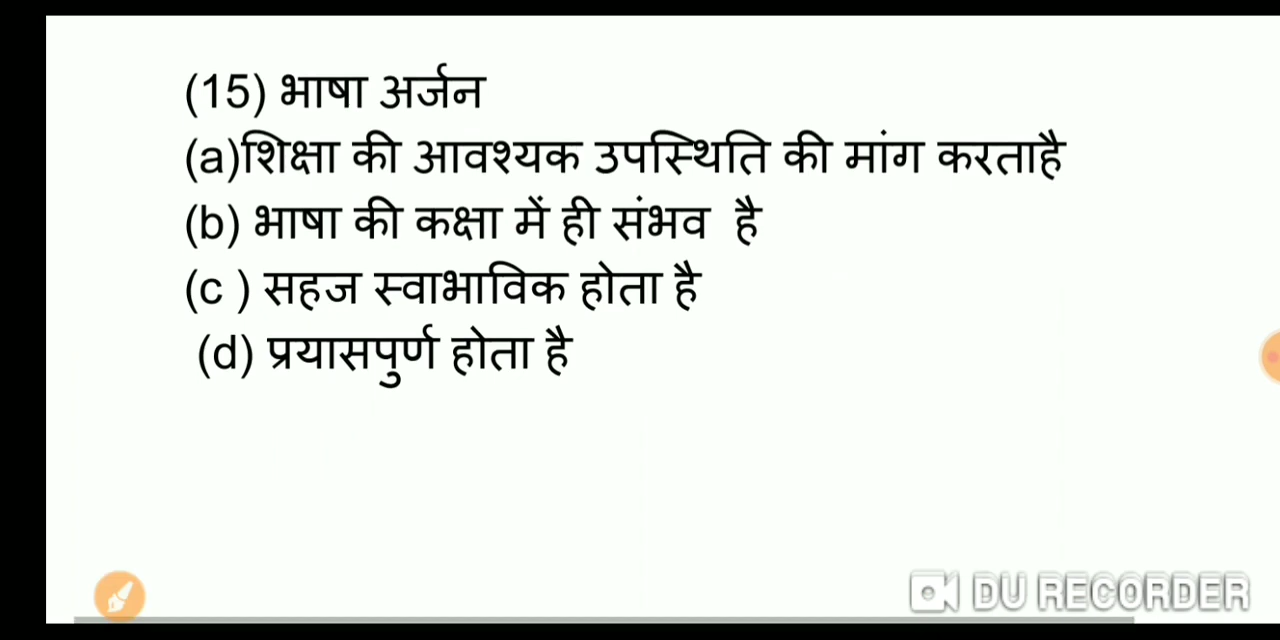 (15) भाषा अर्जन
(a)शिक्षा की आवश्यक उपस्थिति की मांग करताहै
(b) भाषा की कक्षा में ही संभव है
(c ) सहज स्वाभाविक होता है
(d) प्रयासपुर्ण होता है
DU RECORDER